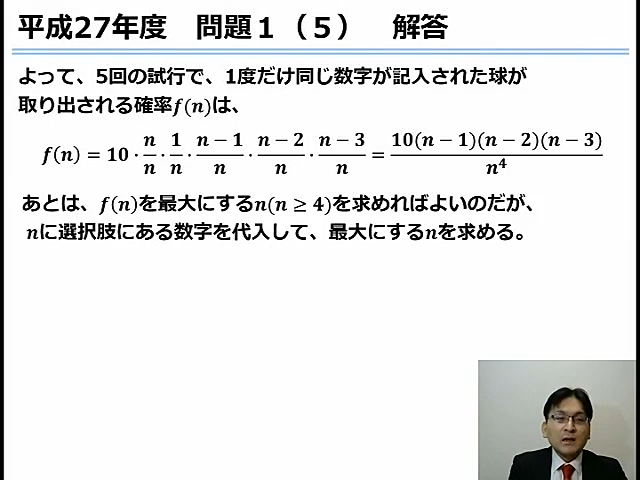 平成27年度　問題１（５）　解答
よって、5回の試行で、1度だけ同じ数字が記入された球が
取り出される確率f(n)は、
f(n) = 10 · n/n · 1/n · (n−1)/n · (n−2)/n · (n−3)/n = 10(n−1)(n−2)(n−3)/n⁴
あとは、f(n)を最大にするn(n ≥ 4)を求めればよいのだが、
nに選択肢にある数字を代入して、最大にするnを求める。